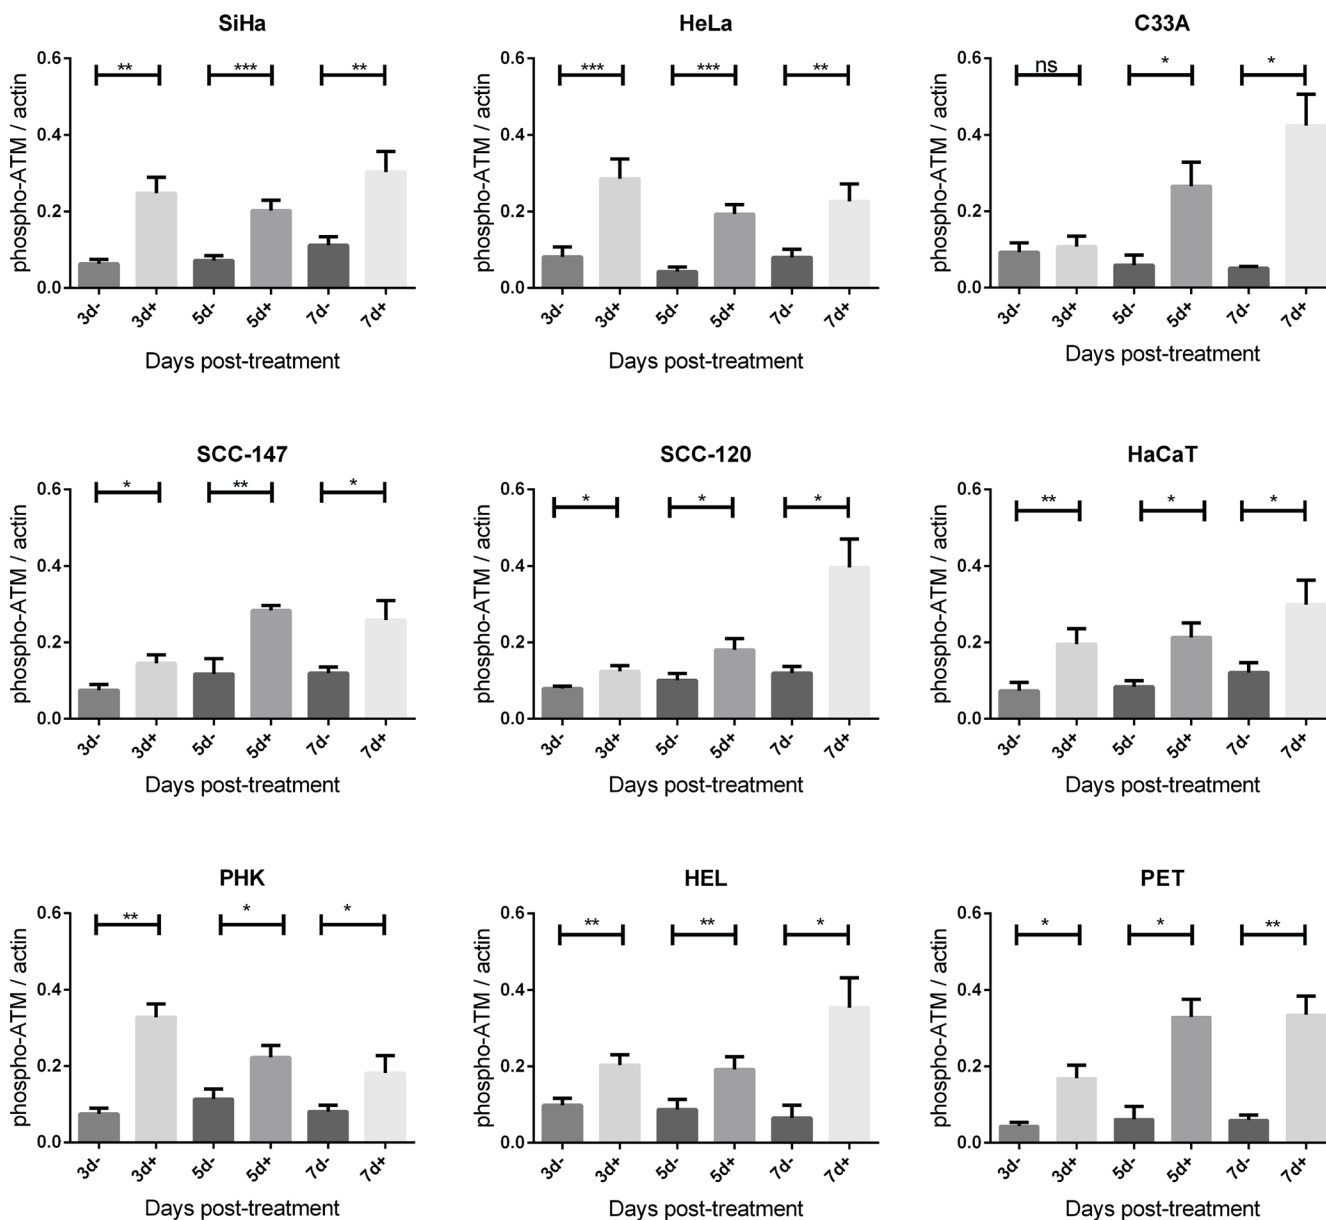 SiHa
** *** **
phospho-ATM / actin
0.6
0.4
0.2
0.0
3d- 3d+ 5d- 5d+ 7d- 7d+
Days post-treatment
HeLa
*** *** **
phospho-ATM / actin
0.6
0.4
0.2
0.0
3d- 3d+ 5d- 5d+ 7d- 7d+
Days post-treatment
C33A
ns * *
phospho-ATM / actin
0.6
0.4
0.2
0.0
3d- 3d+ 5d- 5d+ 7d- 7d+
Days post-treatment
SCC-147
* ** *
phospho-ATM / actin
0.6
0.4
0.2
0.0
3d- 3d+ 5d- 5d+ 7d- 7d+
Days post-treatment
SCC-120
* * *
phospho-ATM / actin
0.6
0.4
0.2
0.0
3d- 3d+ 5d- 5d+ 7d- 7d+
Days post-treatment
HaCaT
** * *
phospho-ATM / actin
0.6
0.4
0.2
0.0
3d- 3d+ 5d- 5d+ 7d- 7d+
Days post-treatment
PHK
** * *
phospho-ATM / actin
0.6
0.4
0.2
0.0
3d- 3d+ 5d- 5d+ 7d- 7d+
Days post-treatment
HEL
** ** *
phospho-ATM / actin
0.6
0.4
0.2
0.0
3d- 3d+ 5d- 5d+ 7d- 7d+
Days post-treatment
PET
* * **
phospho-ATM / actin
0.6
0.4
0.2
0.0
3d- 3d+ 5d- 5d+ 7d- 7d+
Days post-treatment